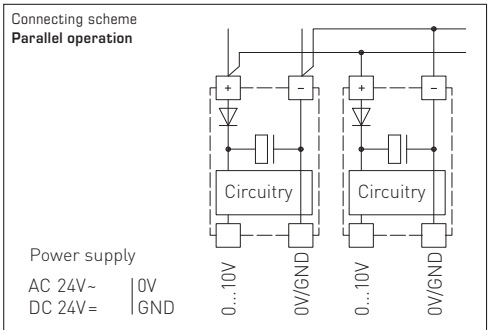 Connecting scheme
Parallel operation
+ − + −
Circuitry Circuitry
Power supply
AC 24V~ 0V
DC 24V= GND
0...10V
0V/GND
0...10V
0V/GND